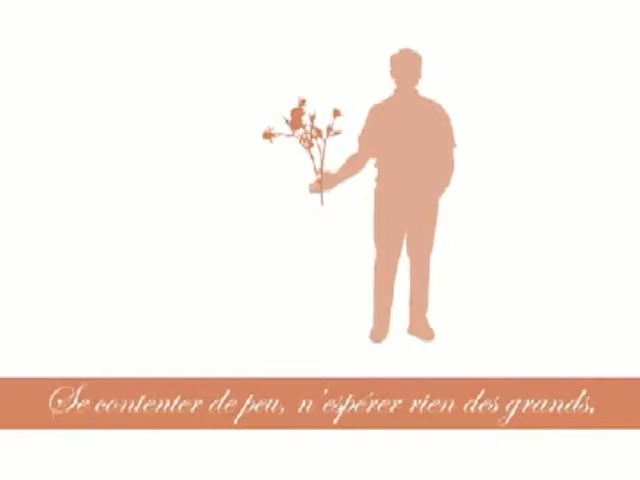 Se contenter de peu, n'espérer rien des grands.